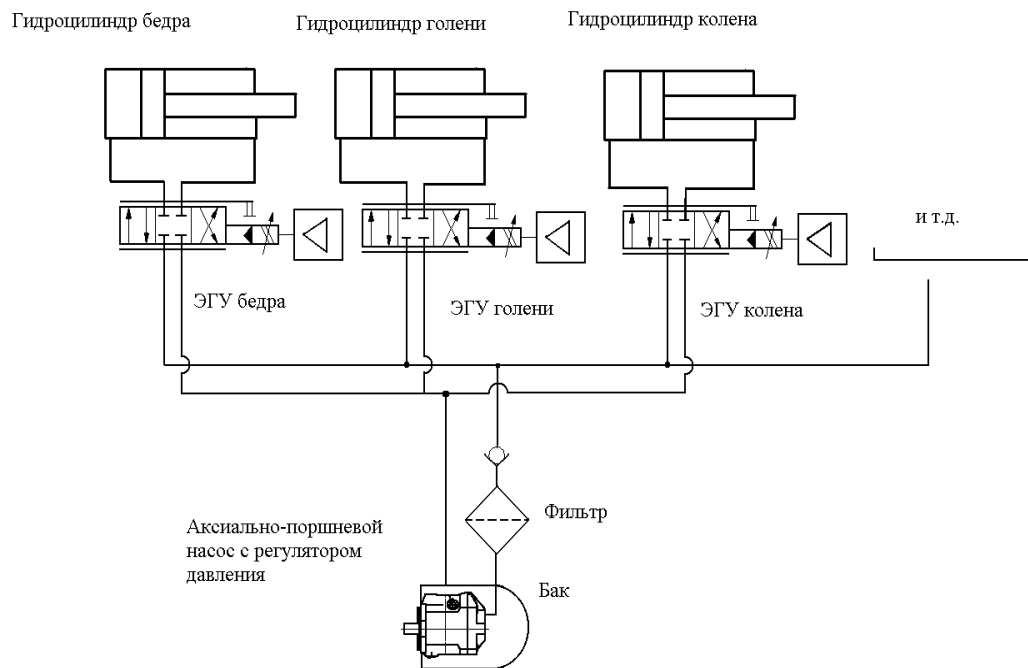 Гидроцилиндр бедра
Гидроцилиндр голени
Гидроцилиндр колена
и т.д.
ЭГУ бедра
ЭГУ голени
ЭГУ колена
Фильтр
Аксиально-поршневой
насос с регулятором
давления
Бак